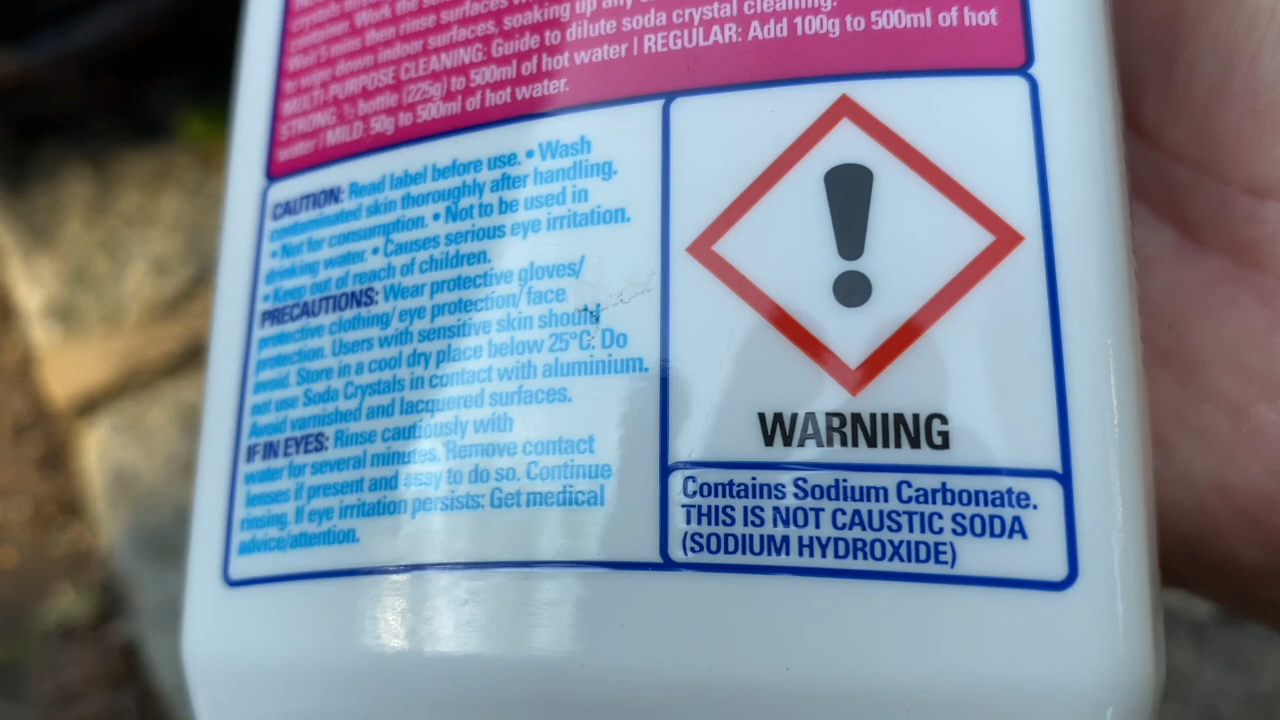 container. Work the
Wait 5 mins then rinse surfaces
to wipe down indoor surfaces, soaking up any
MULTI-PURPOSE CLEANING: Guide to dilute soda crystal cleaning.
STRONG: ½ bottle (225g) to 500ml of hot water | REGULAR: Add 100g to 500ml of hot
water | MILD: 50g to 500ml of hot water.
CAUTION: Read label before use. • Wash
contaminated skin thoroughly after handling.
• Not for consumption. • Not to be used in
drinking water. • Causes serious eye irritation.
• Keep out of reach of children.
PRECAUTIONS: Wear protective gloves/
protective clothing/ eye protection/ face
protection. Users with sensitive skin should
avoid. Store in a cool dry place below 25°C. Do
not use Soda Crystals in contact with aluminium.
Avoid varnished and lacquered surfaces.
IF IN EYES: Rinse cautiously with
water for several minutes. Remove contact
lenses if present and easy to do so. Continue
rinsing. If eye irritation persists: Get medical
advice/attention.
WARNING
Contains Sodium Carbonate.
THIS IS NOT CAUSTIC SODA
(SODIUM HYDROXIDE)